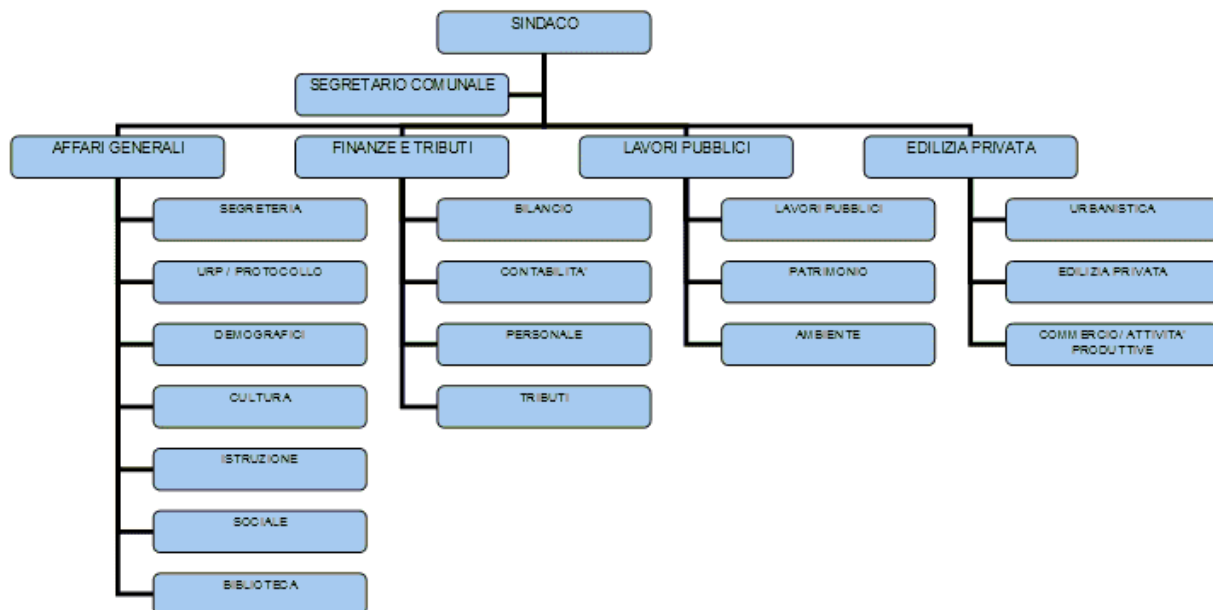 SINDACO
SEGRETARIO COMUNALE
AFFARI GENERALI
FINANZE E TRIBUTI
LAVORI PUBBLICI
EDILIZIA PRIVATA
SEGRETERIA
URP / PROTOCOLLO
DEMOGRAFICI
CULTURA
ISTRUZIONE
SOCIALE
BIBLIOTECA
BILANCIO
CONTABILITA'
PERSONALE
TRIBUTI
LAVORI PUBBLICI
PATRIMONIO
AMBIENTE
URBANISTICA
EDILIZIA PRIVATA
COMMERCIO/ ATTIVITA'
PRODUTTIVE